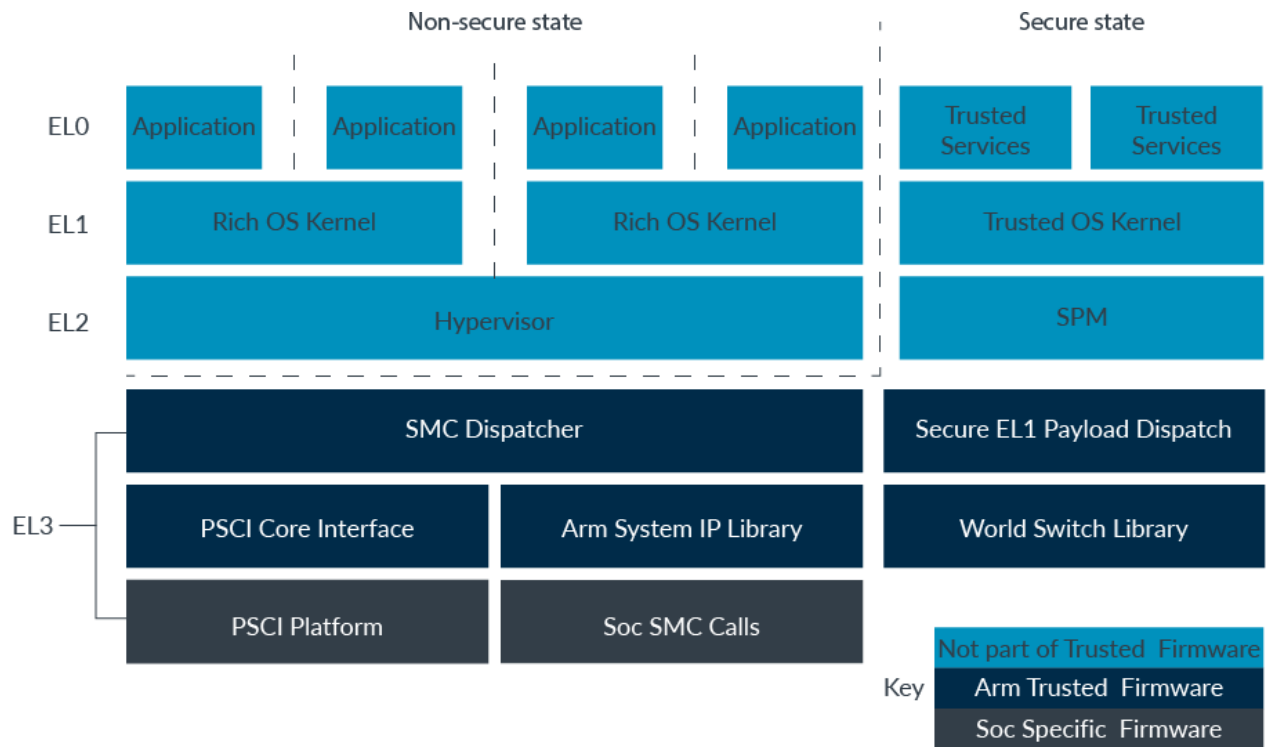 Non-secure state
Secure state
EL0
Application
Application
Application
Application
Trusted
Services
Trusted
Services
EL1
Rich OS Kernel
Rich OS Kernel
Trusted OS Kernel
EL2
Hypervisor
SPM
EL3
SMC Dispatcher
Secure EL1 Payload Dispatch
PSCI Core Interface
Arm System IP Library
World Switch Library
PSCI Platform
Soc SMC Calls
Key
Not part of Trusted Firmware
Arm Trusted Firmware
Soc Specific Firmware